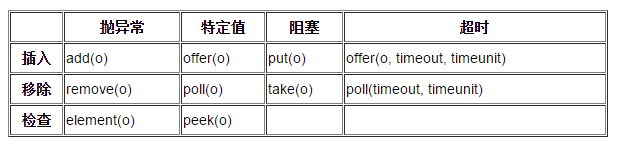 抛异常 特定值 阻塞 超时
插入 add(o) offer(o) put(o) offer(o, timeout, timeunit)
移除 remove(o) poll(o) take(o) poll(timeout, timeunit)
检查 element(o) peek(o)